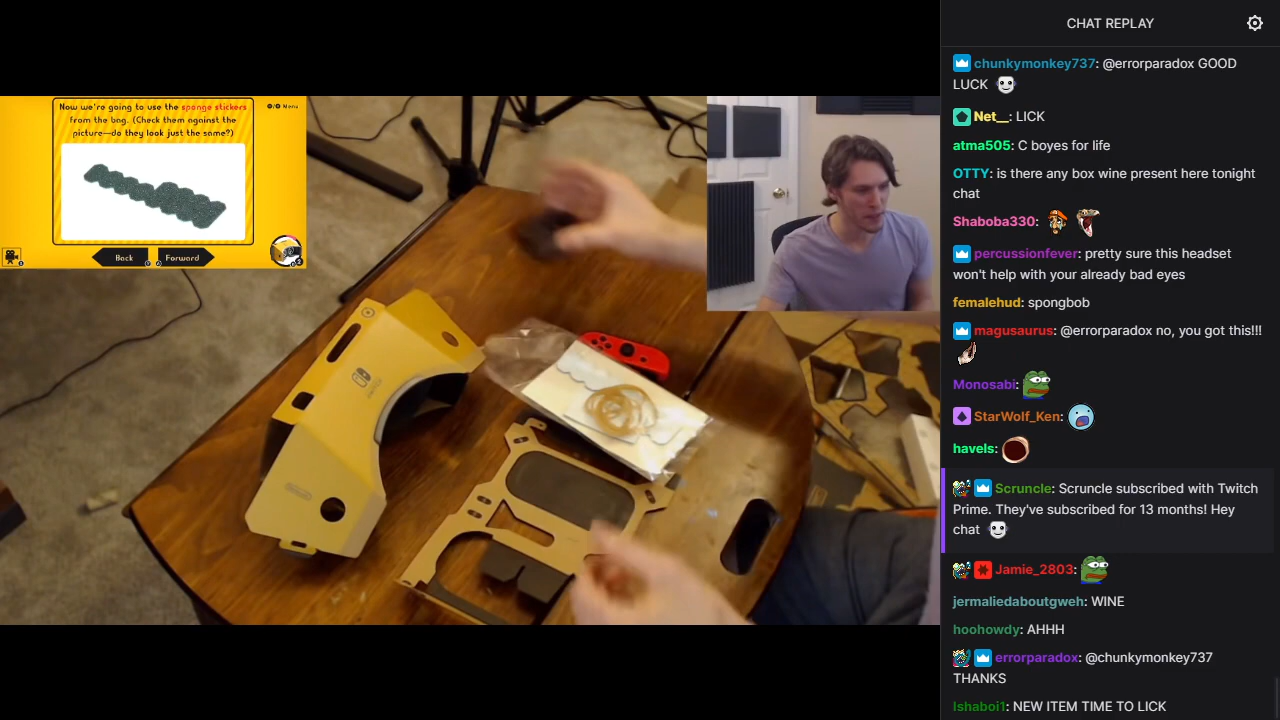 Now we're going to use the sponge stickers
from the bag. (Check them against the
picture—do they look just the same?)
Menu
Back
Forward
CHAT REPLAY
chunkymonkey737: @errorparadox GOOD
LUCK
Net__: LICK
atma505: C boyes for life
OTTY: is there any box wine present here tonight
chat
Shaboba330:
percussionfever: pretty sure this headset
won't help with your already bad eyes
femalehud: spongbob
magusaurus: @errorparadox no, you got this!!!
Monosabi:
StarWolf_Ken:
havels:
Scruncle: Scruncle subscribed with Twitch
Prime. They've subscribed for 13 months! Hey
chat
Jamie_2803:
jermaliedaboutgweh: WINE
hoohowdy: AHHH
errorparadox: @chunkymonkey737
THANKS
Ishaboi1: NEW ITEM TIME TO LICK